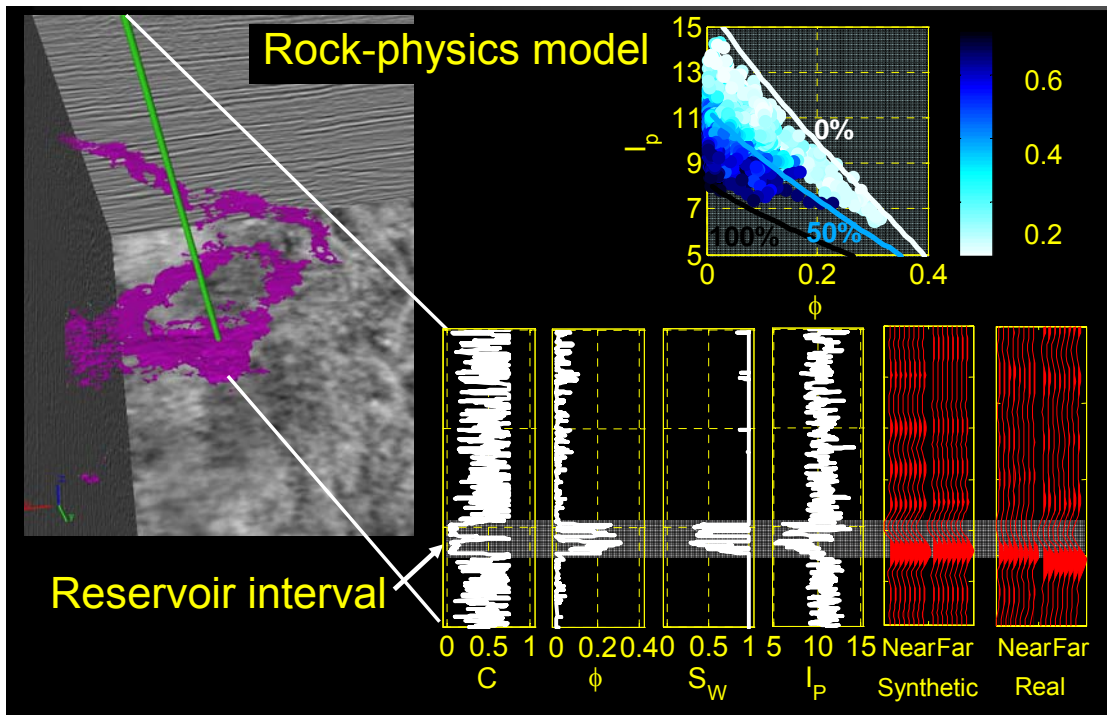 Rock-physics model
15
13
11
9
7
5
I_p
0%
50%
100%
0 0.2 0.4
ϕ
0.6
0.4
0.2
Reservoir interval
0 0.5 1
C
0 0.2 0.4
ϕ
0 0.5 1
S_W
5 10 15
I_P
Near Far
Synthetic
Near Far
Real